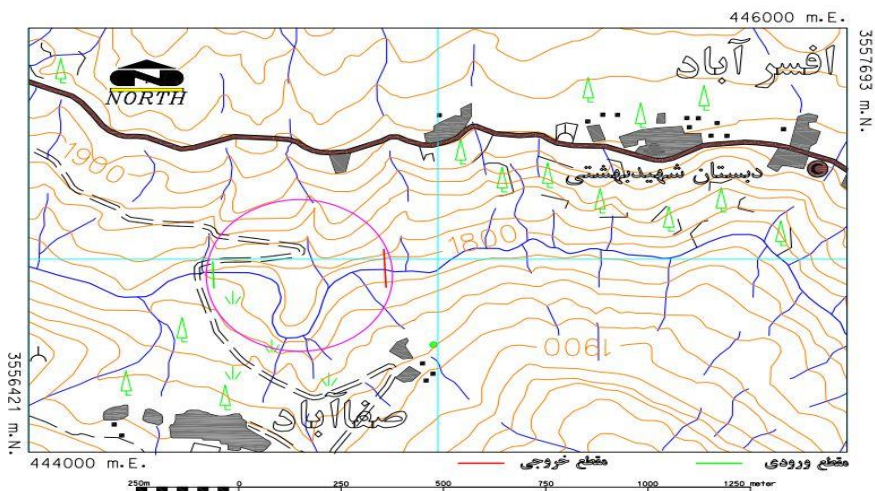 446000 m.E.
3557693 m.N.
افسر آباد
NORTH
1900
دبستان شهیدبهشتی
1800
1900
3556421 m.N.
صفاآباد
444000 m.E.
مقطع خروجی
مقطع ورودی
250m 0 250 500 750 1000 1250 meter